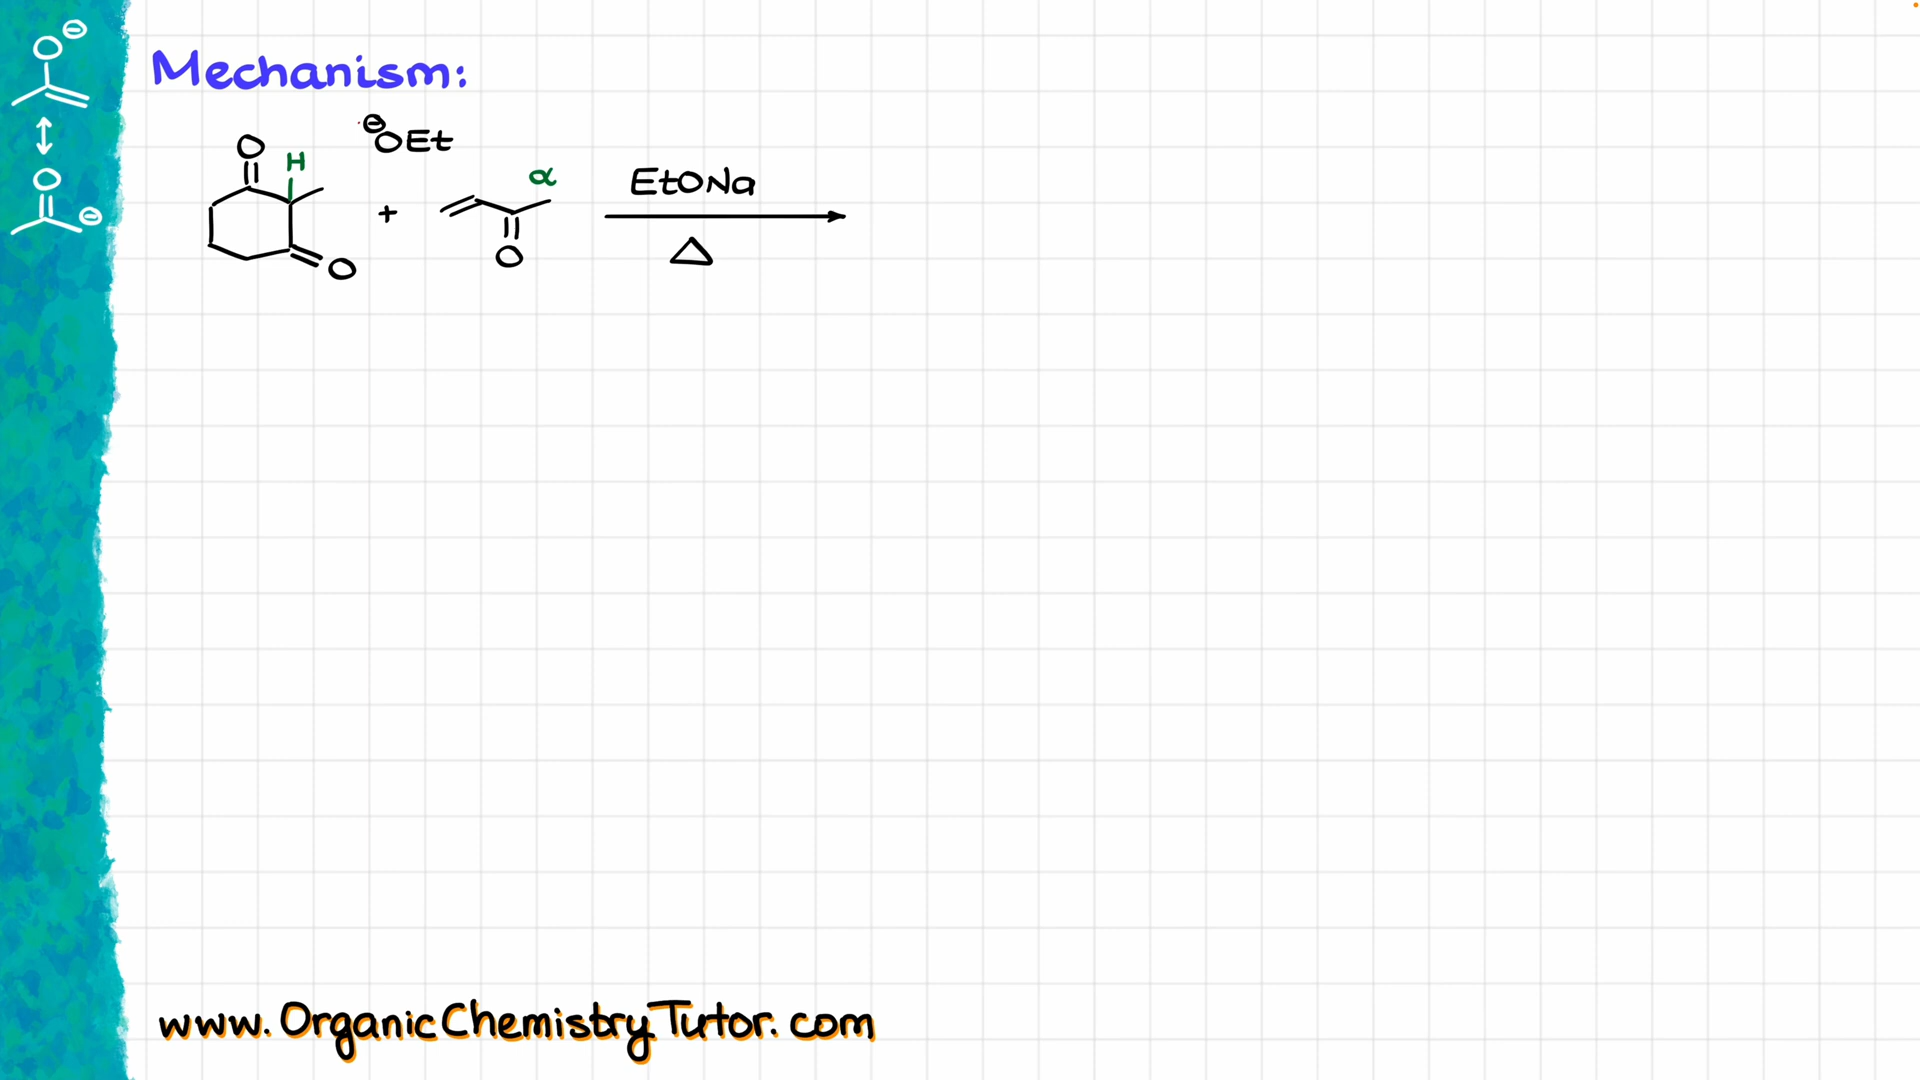 Mechanism:
⊖OEt
O
H
α
EtONa
+
Δ
O
O
O⊖
↔
O
⊖
www.OrganicChemistryTutor.com